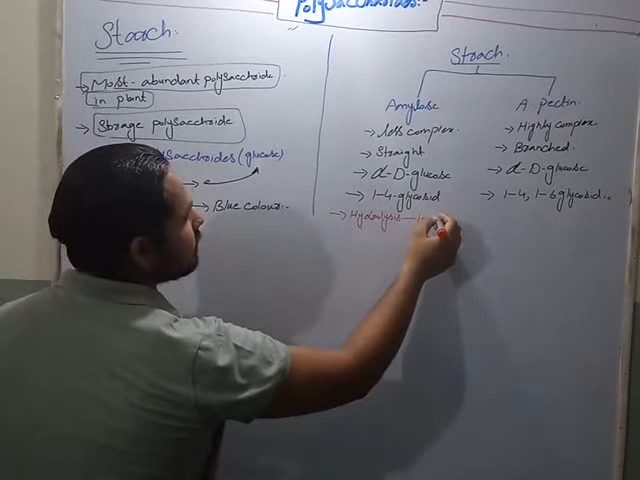 Polysaccharides:-
Starch.
→ Most- abundant polysaccharide
in plant
→ Storage polysaccharide
saccharides (glucose)
→
→ Blue colour:-
Starch.
Amylose
→ less complex.
→ Straight
→ α-D-glucose
→ 1-4-glycosid
→ Hydrolysis—
A pectin.
→ Highly complex
→ Branched.
→ α-D-glucose
→ 1-4, 1-6 glycosidic